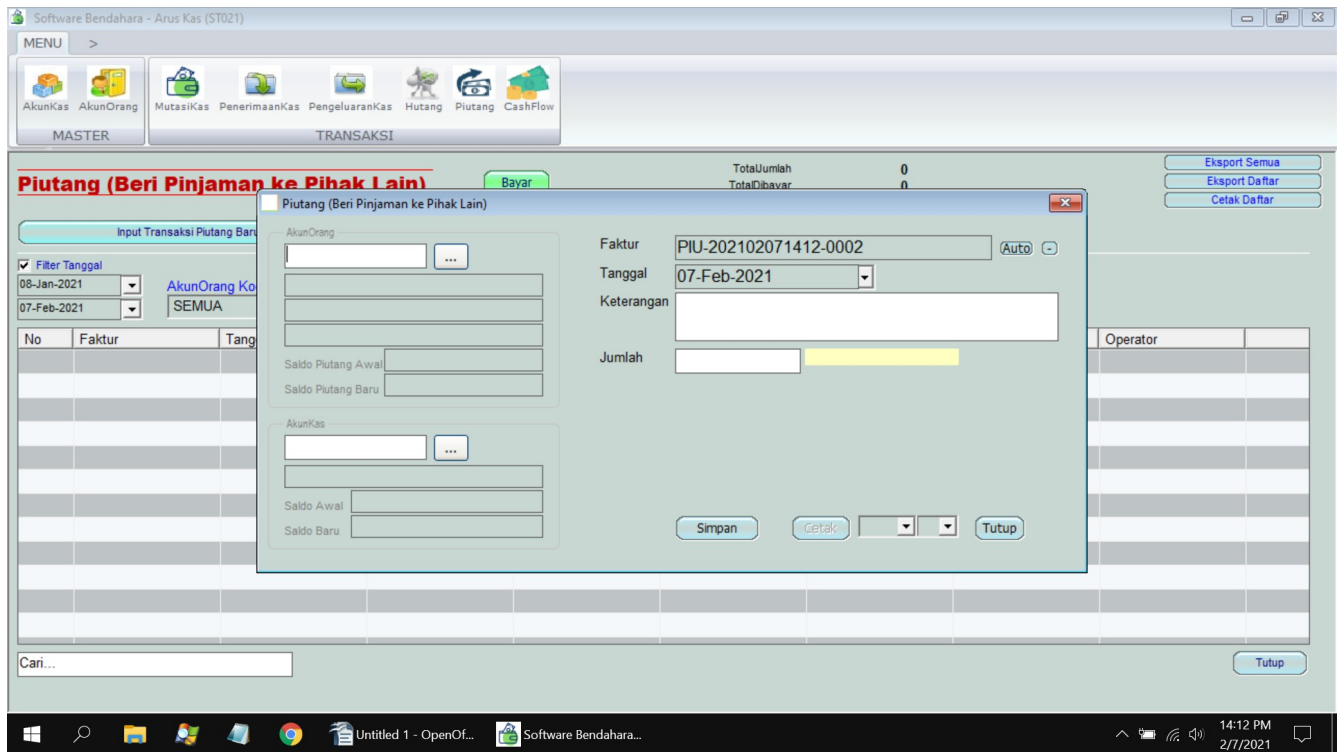 Software Bendahara - Arus Kas (ST021)
MENU >
AkunKas AkunOrang MutasiKas PenerimaanKas PengeluaranKas Hutang Piutang CashFlow
MASTER TRANSAKSI
Piutang (Beri Pinjaman ke Pihak Lain)
Bayar
TotalJumlah 0
TotalDibayar 0
Eksport Semua
Eksport Daftar
Cetak Daftar
Input Transaksi Piutang Baru
Filter Tanggal
08-Jan-2021
07-Feb-2021
AkunOrang Ko
SEMUA
No Faktur Tang Operator
Piutang (Beri Pinjaman ke Pihak Lain)
AkunOrang
...
Saldo Piutang Awal
Saldo Piutang Baru
AkunKas
...
Saldo Awal
Saldo Baru
Faktur PIU-202102071412-0002 Auto -
Tanggal 07-Feb-2021
Keterangan
Jumlah
Simpan Cetak Tutup
Cari...
Tutup
Untitled 1 - OpenOf...
Software Bendahara...
14:12 PM
2/7/2021